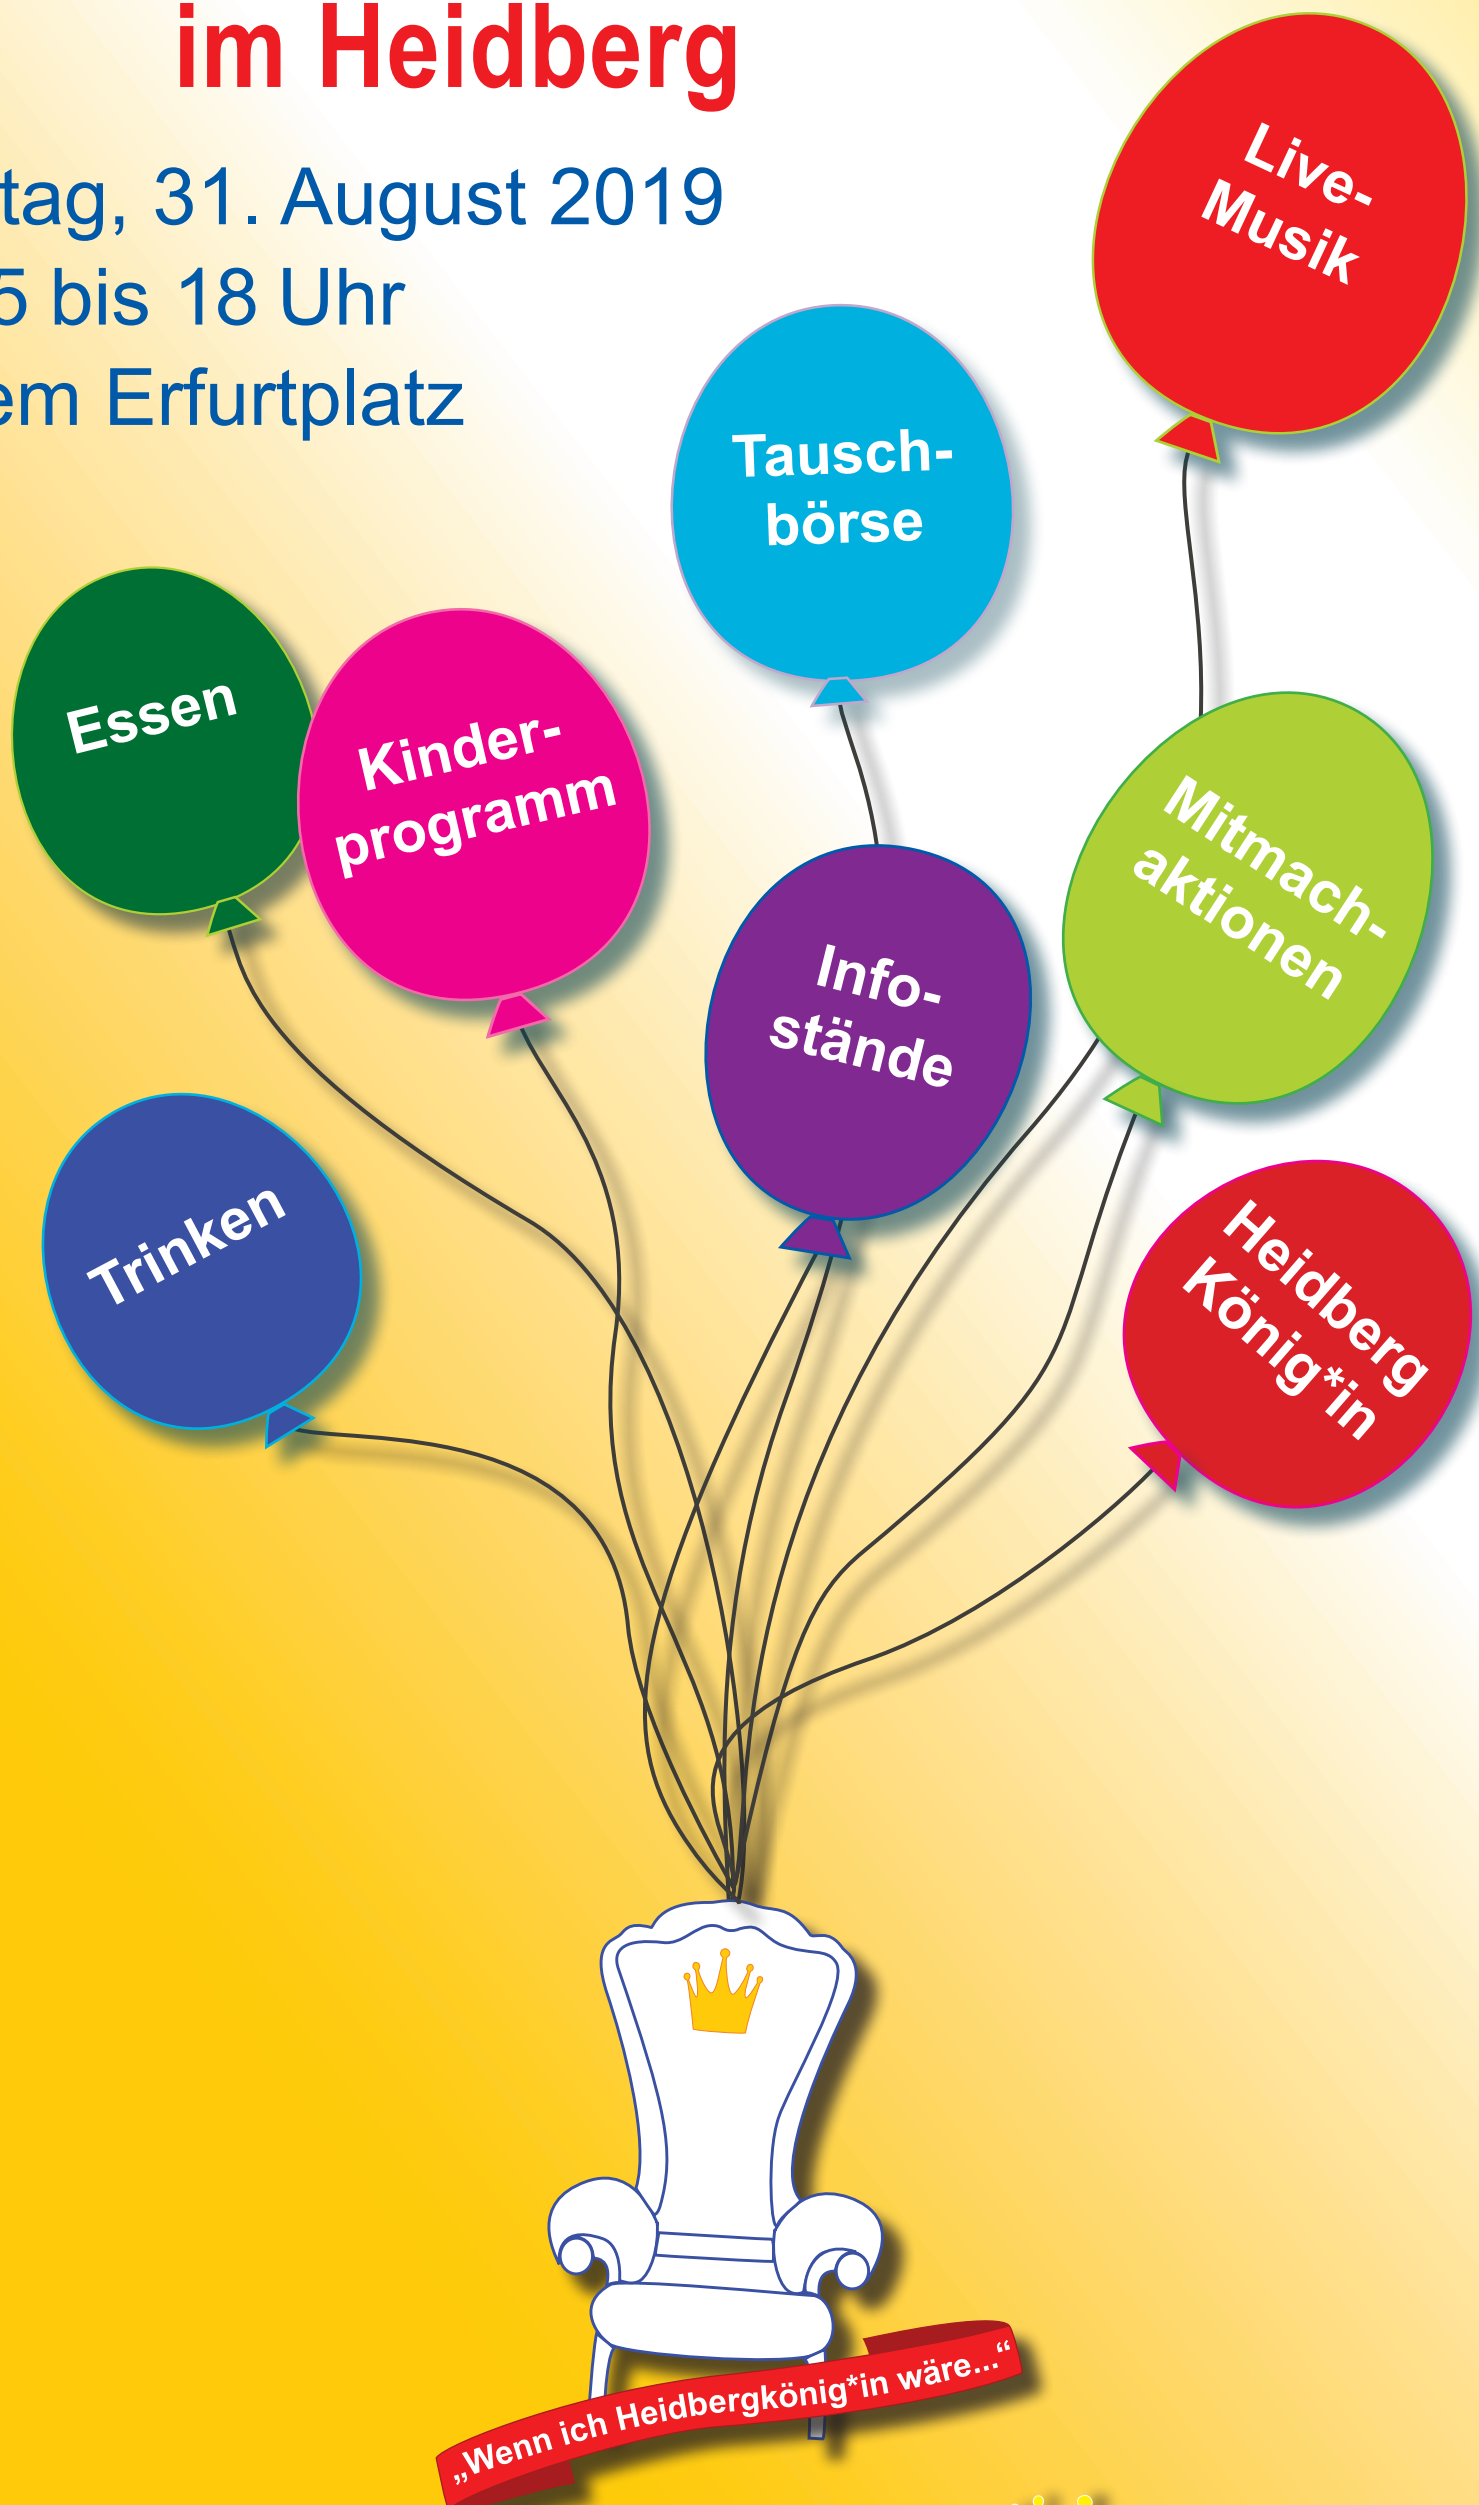 im Heidberg
tag, 31. August 2019
5 bis 18 Uhr
em Erfurtplatz
Live-
Musik
Tausch-
börse
Essen
Kinder-
programm
Mitmach-
aktionen
Info-
stände
Trinken
Heidberg
König*in
„Wenn ich Heidbergkönig*in wäre...“